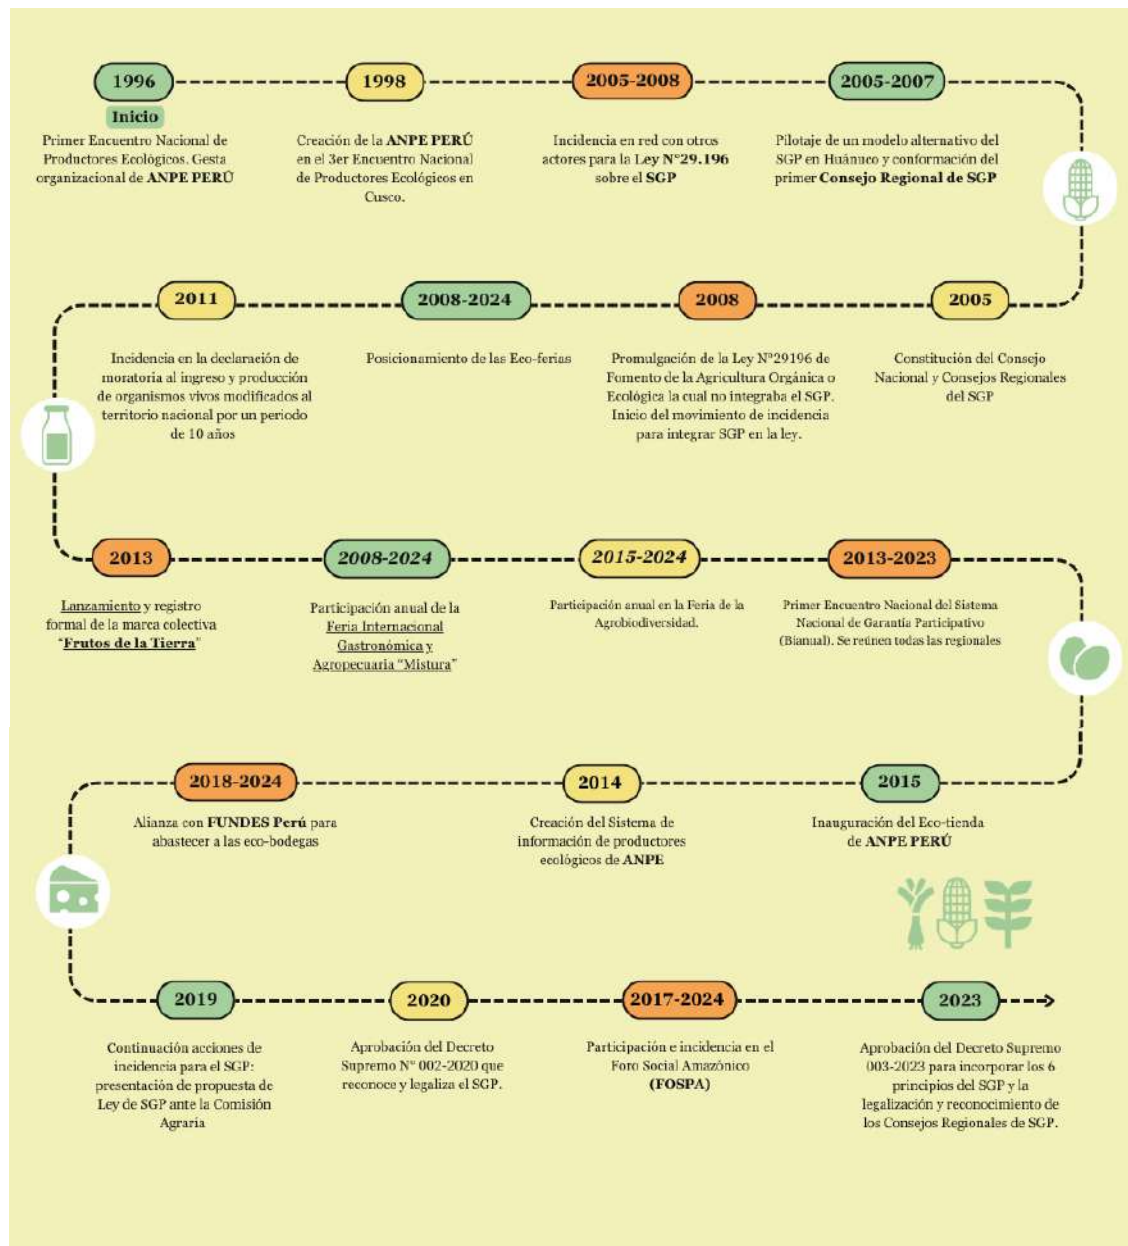 1996
Inicio
Primer Encuentro Nacional de
Productores Ecológicos. Gesta
organizacional de ANPE PERÚ
1998
Creación de la ANPE PERÚ
en el 3er Encuentro Nacional
de Productores Ecológicos en
Cusco.
2005-2008
Incidencia en red con otros
actores para la Ley N°29.196
sobre el SGP
2005-2007
Pilotaje de un modelo alternativo del
SGP en Huánuco y conformación del
primer Consejo Regional de SGP
2005
Constitución del Consejo
Nacional y Consejos Regionales
del SGP
2008
Promulgación de la Ley N°29196 de
Fomento de la Agricultura Orgánica o
Ecológica la cual no integraba el SGP.
Inicio del movimiento de incidencia
para integrar SGP en la ley.
2008-2024
Posicionamiento de las Eco-ferias
2011
Incidencia en la declaración de
moratoria al ingreso y producción
de organismos vivos modificados al
territorio nacional por un periodo
de 10 años
2013
Lanzamiento y registro
formal de la marca colectiva
"Frutos de la Tierra"
2008-2024
Participación anual de la
Feria Internacional
Gastronómica y
Agropecuaria "Mistura"
2015-2024
Participación anual en la Feria de la
Agrobiodiversidad.
2013-2023
Primer Encuentro Nacional del Sistema
Nacional de Garantía Participativo
(Bianual). Se reúnen todas las regionales
2015
Inauguración del Eco-tienda
de ANPE PERÚ
2014
Creación del Sistema de
información de productores
ecológicos de ANPE
2018-2024
Alianza con FUNDES Perú para
abastecer a las eco-bodegas
2019
Continuación acciones de
incidencia para el SGP:
presentación de propuesta de
Ley de SGP ante la Comisión
Agraria
2020
Aprobación del Decreto
Supremo N° 002-2020 que
reconoce y legaliza el SGP.
2017-2024
Participación e incidencia en el
Foro Social Amazónico
(FOSPA)
2023
Aprobación del Decreto Supremo
003-2023 para incorporar los 6
principios del SGP y la
legalización y reconocimiento de
los Consejos Regionales de SGP.